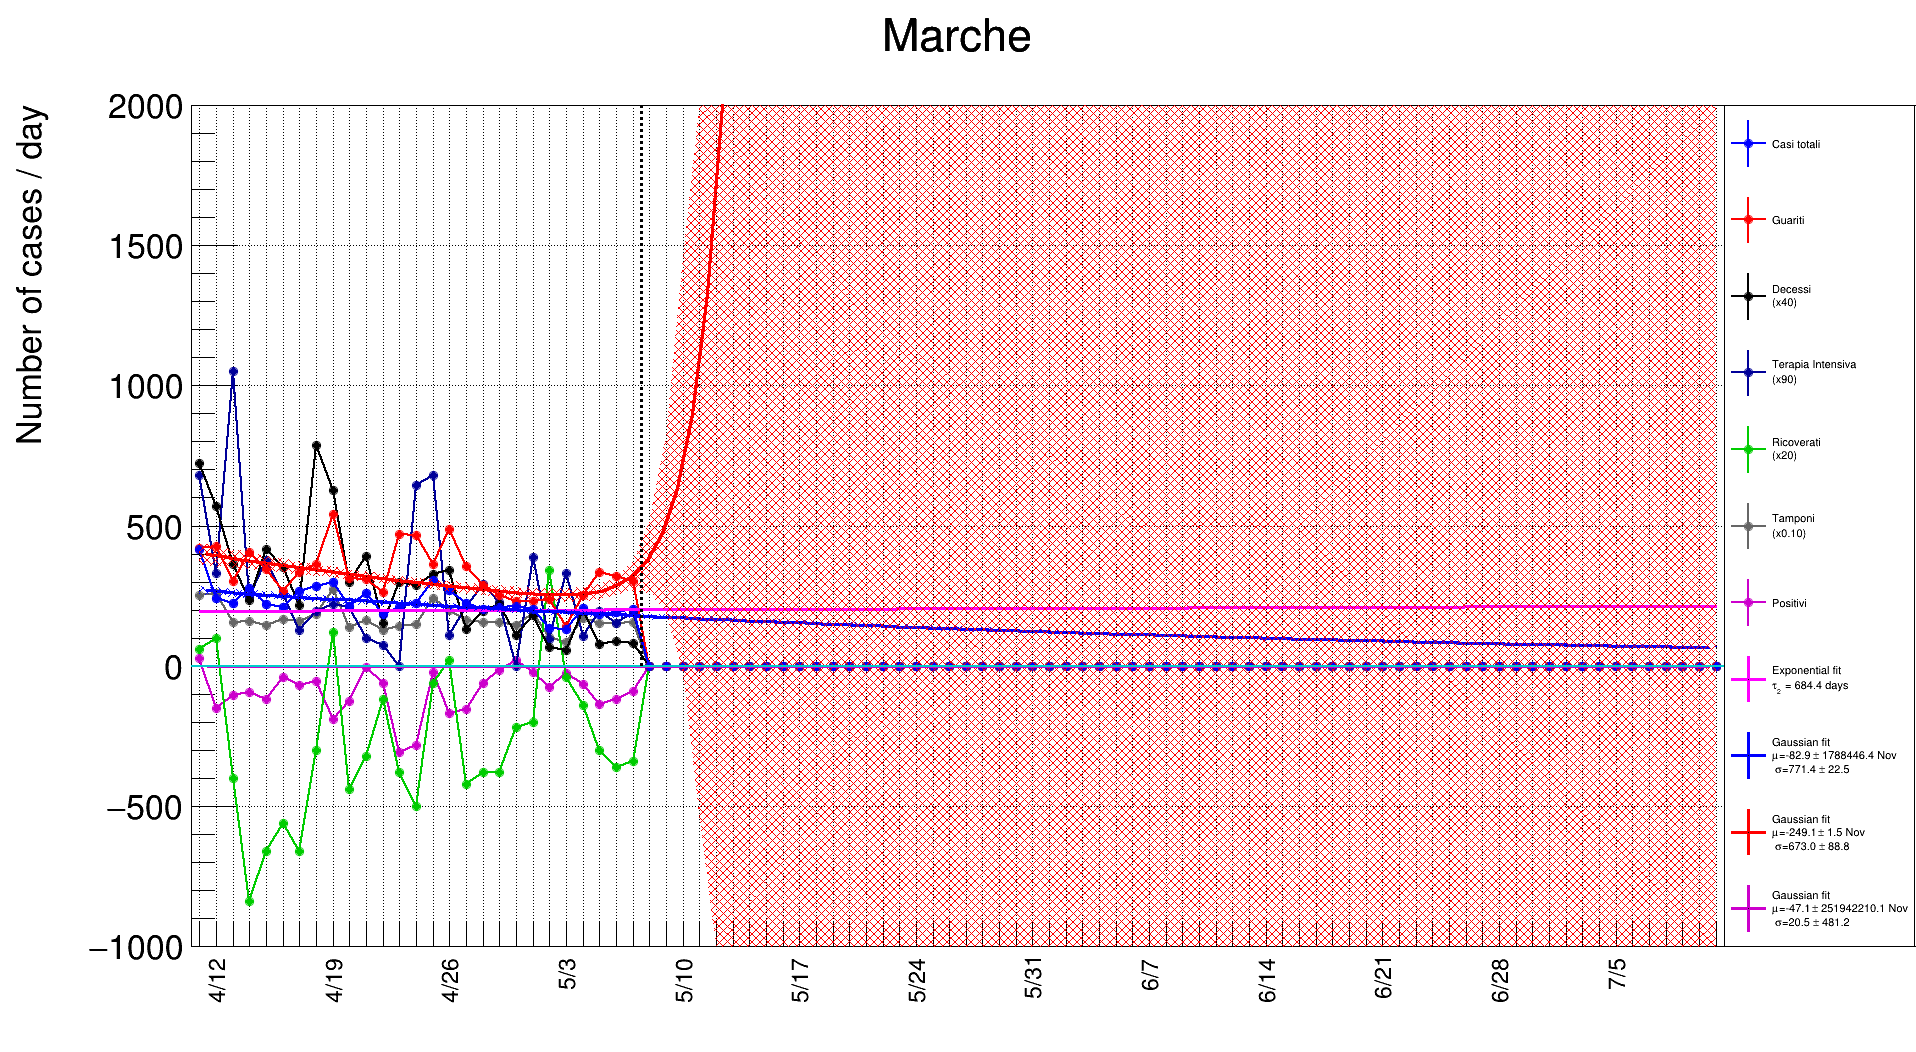 Marche
Number of cases / day
2000
1500
1000
500
0
−500
−1000
4/12
4/19
4/26
5/3
5/10
5/17
5/24
5/31
6/7
6/14
6/21
6/28
7/5
Casi totali
Guariti
Decessi
(x40)
Terapia Intensiva
(x90)
Ricoverati
(x20)
Tamponi
(x0.10)
Positivi
Exponential fit
τ2 = 684.4 days
Gaussian fit
μ=-82.9 ± 1788446.4 Nov
σ=771.4 ± 22.5
Gaussian fit
μ=-249.1 ± 1.5 Nov
σ=673.0 ± 88.8
Gaussian fit
μ=-47.1 ± 251942210.1 Nov
σ=20.5 ± 481.2